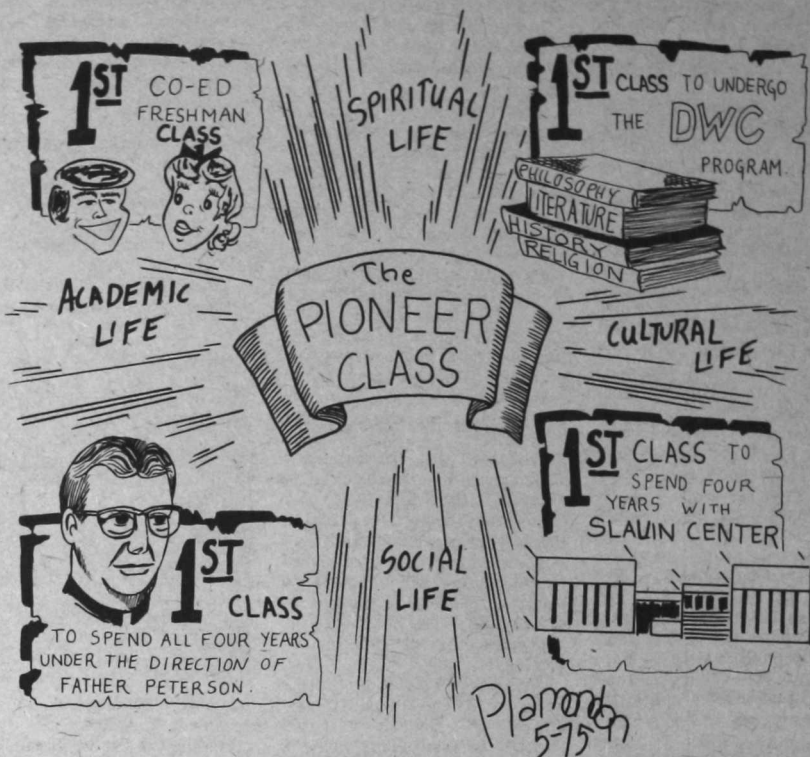 1ST CO-ED
FRESHMAN
CLASS
SPIRITUAL
LIFE
1ST CLASS TO UNDERGO
THE DWC
PROGRAM.
PHILOSOPHY
LITERATURE
HISTORY
RELIGION
ACADEMIC
LIFE
The
PIONEER
CLASS
CULTURAL
LIFE
1ST
CLASS
TO SPEND ALL FOUR YEARS
UNDER THE DIRECTION OF
FATHER PETERSON.
SOCIAL
LIFE
1ST CLASS TO
SPEND FOUR
YEARS WITH
SLAVIN CENTER
Plamondon
5-75